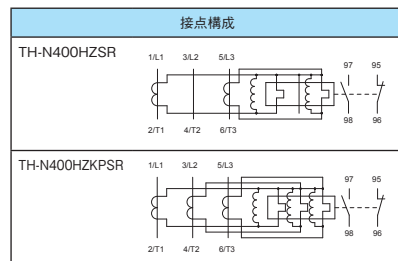 接点構成
TH-N400HZSR
1/L1 3/L2 5/L3
97 95
98 96
2/T1 4/T2 6/T3
TH-N400HZKPSR
1/L1 3/L2 5/L3
97 95
98 96
2/T1 4/T2 6/T3